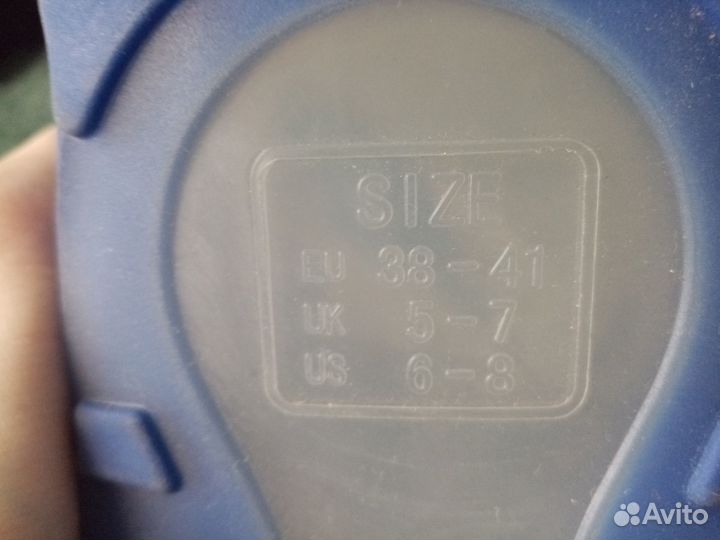 SIZE
EU 38-41
UK 5-7
US 6-8
Avito